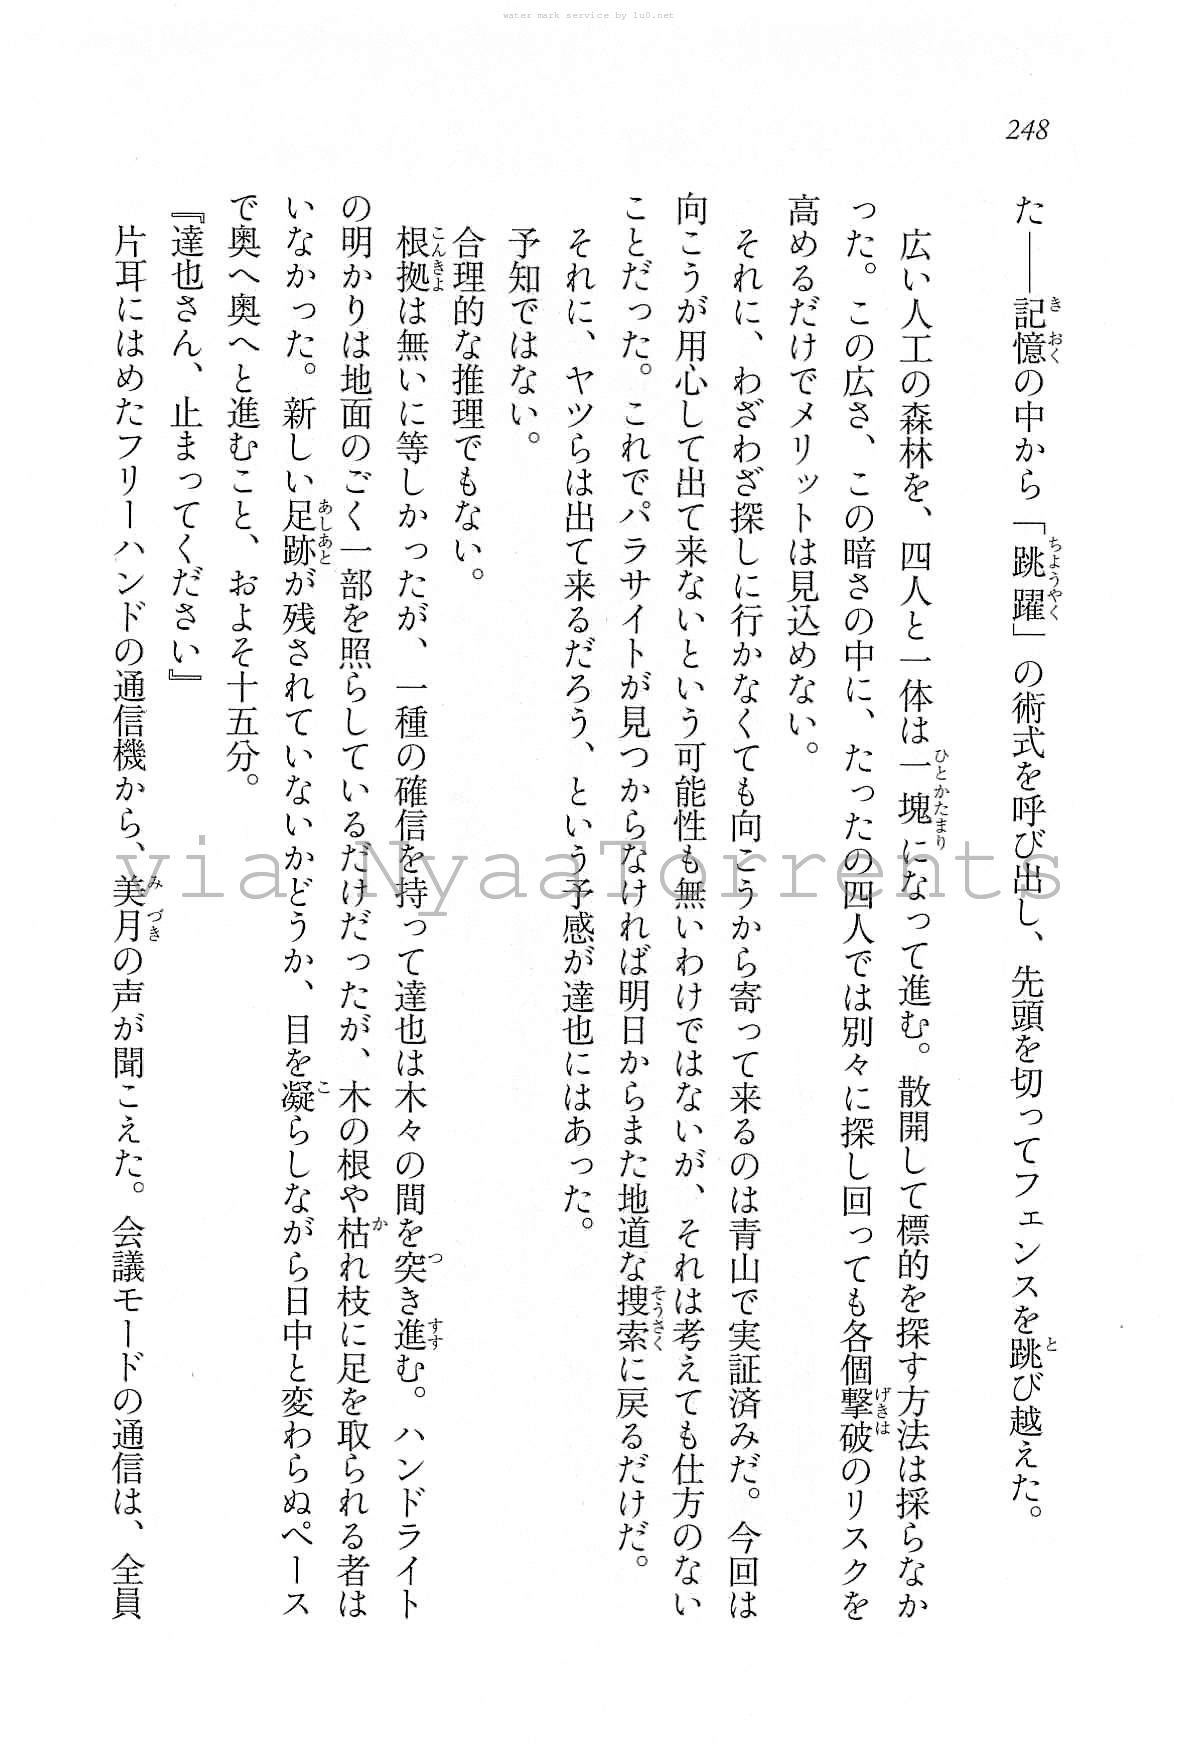 water mark service by lu0.net
248
た――記憶の中から「跳躍」の術式を呼び出し、先頭を切ってフェンスを跳び越えた。
広い人工の森林を、四人と一体は一塊になって進む。散開して標的を探す方法は採らなか
った。この広さ、この暗さの中に、たったの四人では別々に探し回っても各個撃破のリスクを
高めるだけでメリットは見込めない。
それに、わざわざ探しに行かなくても向こうから寄って来るのは青山で実証済みだ。今回は
向こうが用心して出て来ないという可能性も無いわけではないが、それは考えても仕方のない
ことだった。これでパラサイトが見つからなければ明日からまた地道な捜索に戻るだけだ。
それに、ヤツらは出て来るだろう、という予感が達也にはあった。
予知ではない。
合理的な推理でもない。
根拠は無いに等しかったが、一種の確信を持って達也は木々の間を突き進む。ハンドライト
の明かりは地面のごく一部を照らしているだけだったが、木の根や枯れ枝に足を取られる者は
いなかった。新しい足跡が残されていないかどうか、目を凝らしながら日中と変わらぬペース
で奥へ奥へと進むこと、およそ十五分。
『達也さん、止まってください』
片耳にはめたフリーハンドの通信機から、美月の声が聞こえた。会議モードの通信は、全員
via NyaaTorrents